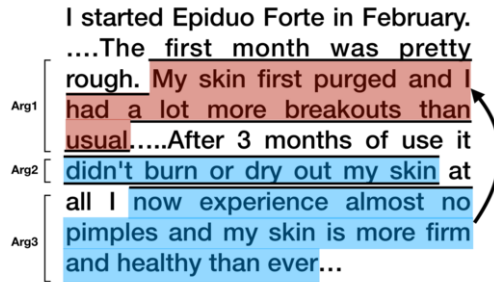 I started Epiduo Forte in February.
....The first month was pretty
rough. My skin first purged and I
Arg1
had a lot more breakouts than
usual.....After 3 months of use it
Arg2
didn't burn or dry out my skin at
all I now experience almost no
Arg3
pimples and my skin is more firm
and healthy than ever...